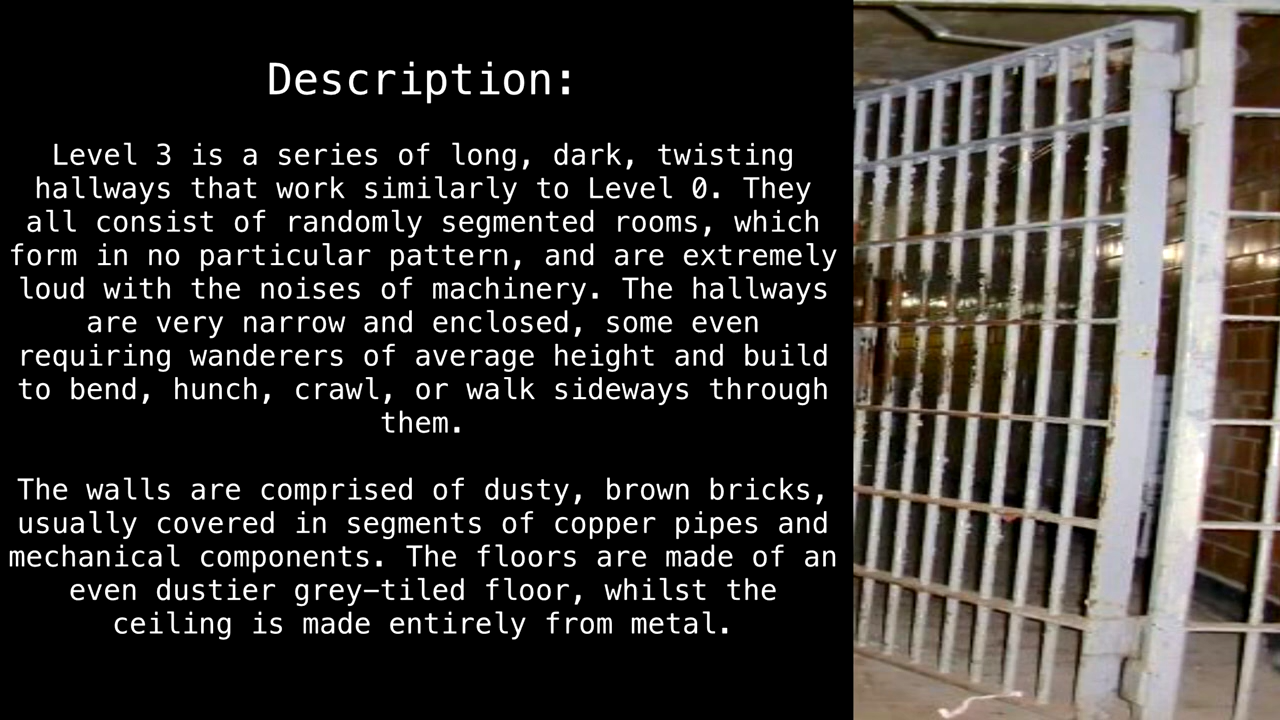 Description:
Level 3 is a series of long, dark, twisting
hallways that work similarly to Level 0. They
all consist of randomly segmented rooms, which
form in no particular pattern, and are extremely
loud with the noises of machinery. The hallways
are very narrow and enclosed, some even
requiring wanderers of average height and build
to bend, hunch, crawl, or walk sideways through
them.
The walls are comprised of dusty, brown bricks,
usually covered in segments of copper pipes and
mechanical components. The floors are made of an
even dustier grey-tiled floor, whilst the
ceiling is made entirely from metal.